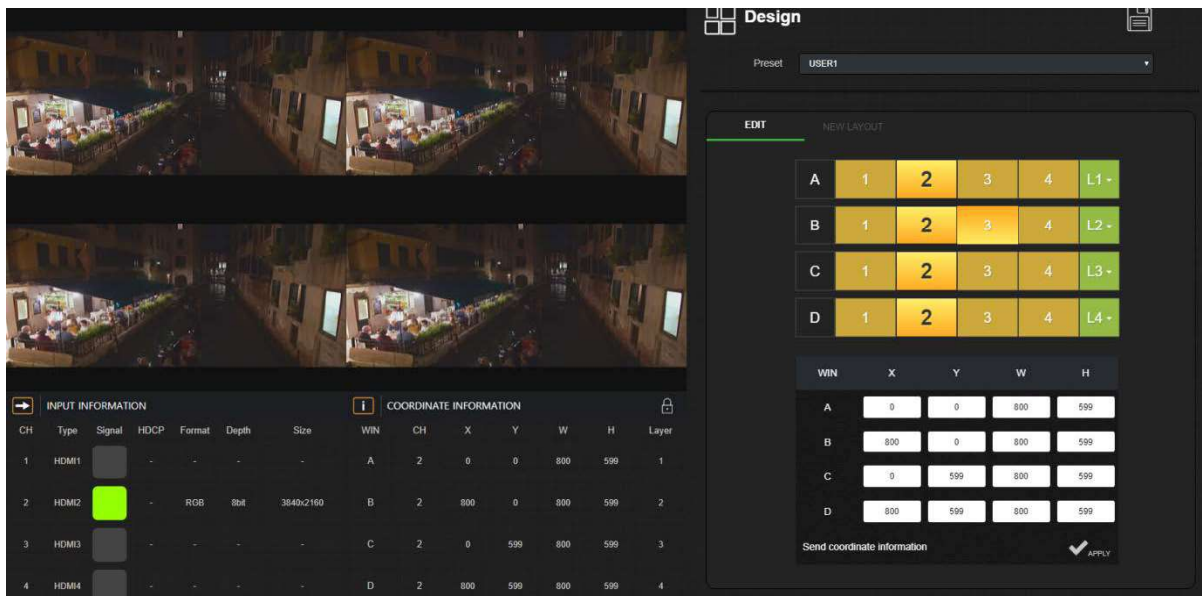 Design
Preset USER1
EDIT NEW LAYOUT
A 1 2 3 4 L1
B 1 2 3 4 L2
C 1 2 3 4 L3
D 1 2 3 4 L4
WIN X Y W H
A 0 0 800 599
B 800 0 800 599
C 0 599 800 599
D 800 599 800 599
Send coordinate information APPLY
INPUT INFORMATION
CH Type Signal HDCP Format Depth Size
1 HDMI1 - - - -
2 HDMI2 - RGB 8bit 3840x2160
3 HDMI3 - - - -
4 HDMI4 - - - -
i COORDINATE INFORMATION
WIN CH X Y W H Layer
A 2 0 0 800 599 1
B 2 800 0 800 599 2
C 2 0 599 800 599 3
D 2 800 599 800 599 4